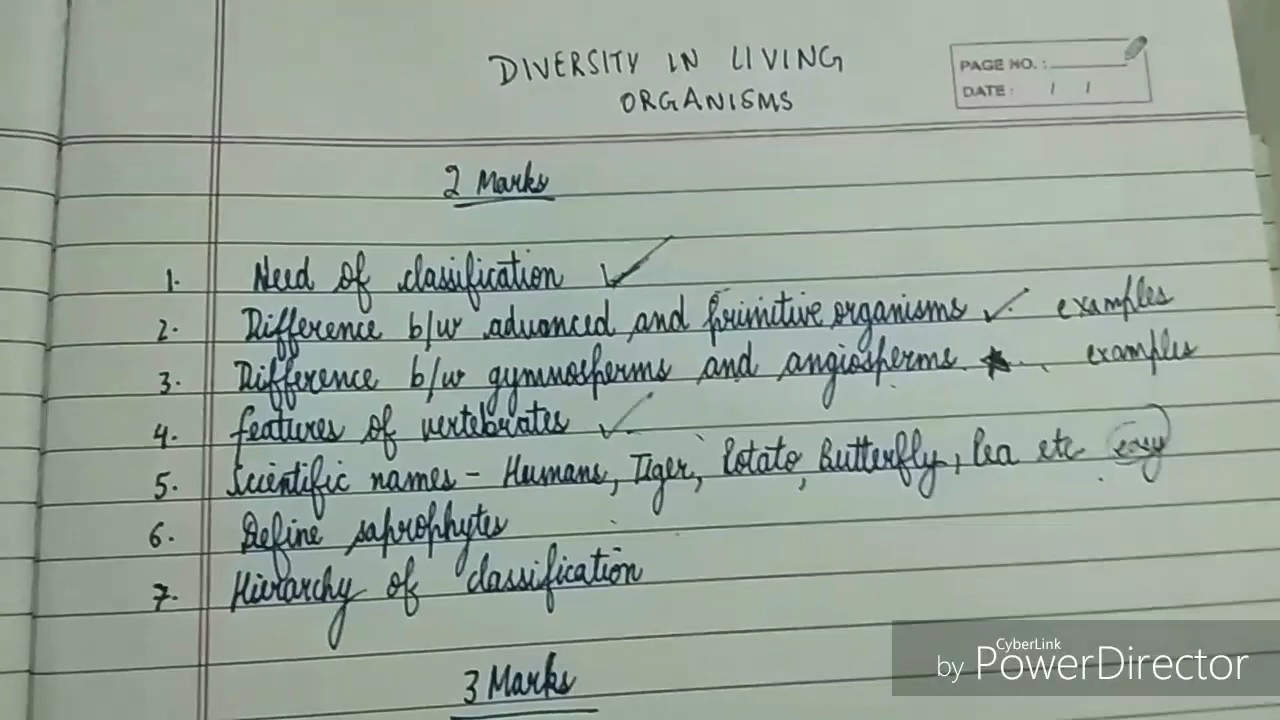 DIVERSITY IN LIVING
ORGANISMS
PAGE NO. :
DATE : / /
2 Marks
1. Need of classification
2. Difference b/w advanced and primitive organisms examples
3. Difference b/w gymnosperms and angiosperms examples
4. features of vertebrates
5. Scientific names - Humans, Tiger, Potato, Butterfly, Pea etc easy
6. Define saprophytes
7. Hierarchy of classification
3 Marks
by CyberLink PowerDirector